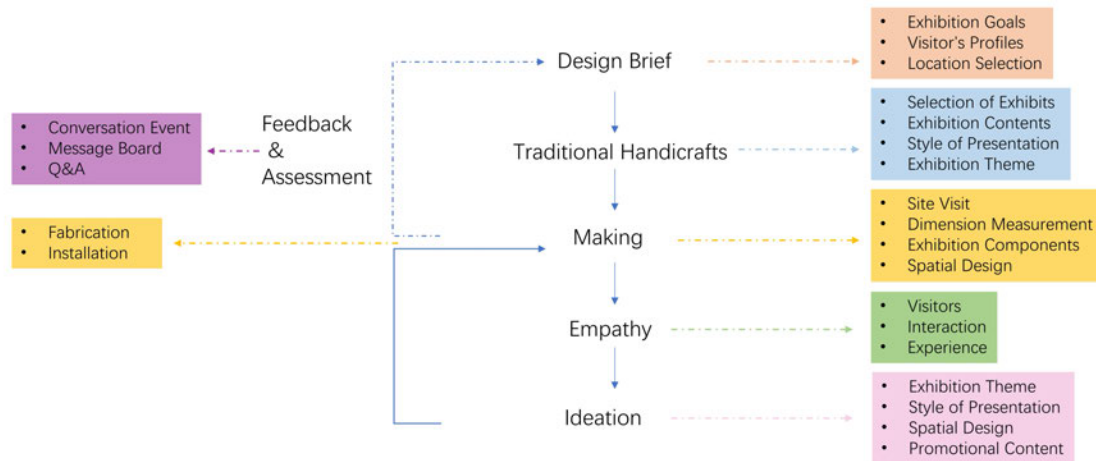 Design Brief
• Exhibition Goals
• Visitor's Profiles
• Location Selection
Traditional Handicrafts
• Selection of Exhibits
• Exhibition Contents
• Style of Presentation
• Exhibition Theme
Feedback
&
Assessment
• Conversation Event
• Message Board
• Q&A
Making
• Site Visit
• Dimension Measurement
• Exhibition Components
• Spatial Design
• Fabrication
• Installation
Empathy
• Visitors
• Interaction
• Experience
Ideation
• Exhibition Theme
• Style of Presentation
• Spatial Design
• Promotional Content